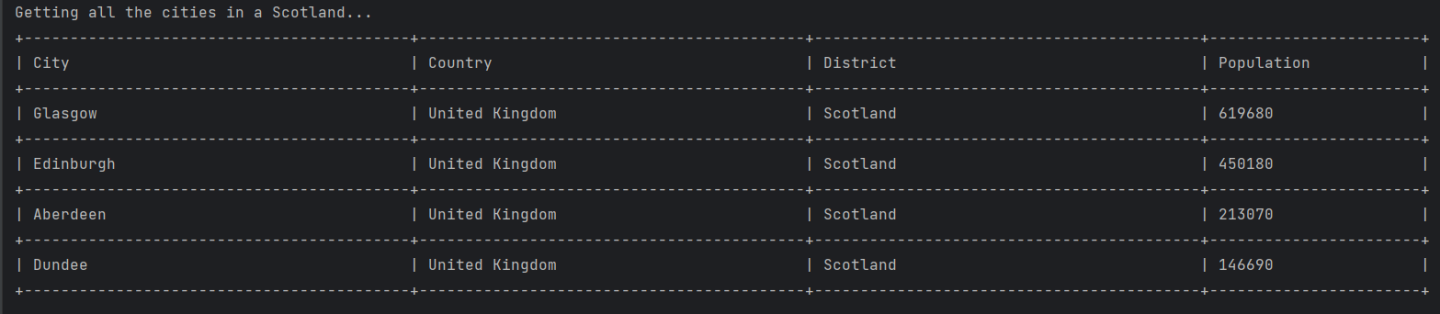 Getting all the cities in a Scotland...
+------------------------------------------+------------------------------------------+------------------------------------------+-----------------------+
| City | Country | District | Population |
+------------------------------------------+------------------------------------------+------------------------------------------+-----------------------+
| Glasgow | United Kingdom | Scotland | 619680 |
+------------------------------------------+------------------------------------------+------------------------------------------+-----------------------+
| Edinburgh | United Kingdom | Scotland | 450180 |
+------------------------------------------+------------------------------------------+------------------------------------------+-----------------------+
| Aberdeen | United Kingdom | Scotland | 213070 |
+------------------------------------------+------------------------------------------+------------------------------------------+-----------------------+
| Dundee | United Kingdom | Scotland | 146690 |
+------------------------------------------+------------------------------------------+------------------------------------------+-----------------------+